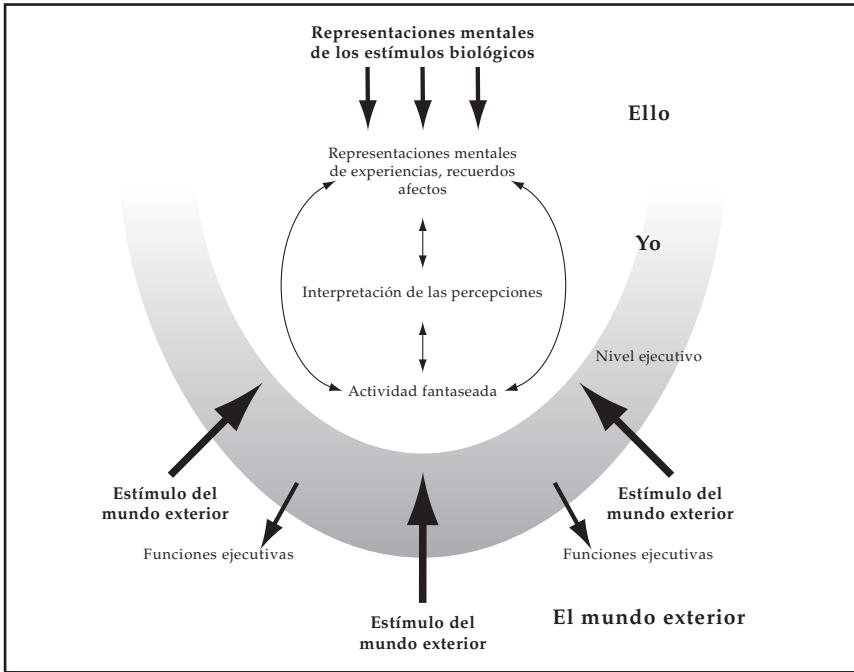 Representaciones mentales
de los estímulos biológicos
Ello
Representaciones mentales
de experiencias, recuerdos
afectos
Yo
Interpretación de las percepciones
Nivel ejecutivo
Actividad fantaseada
Estímulo del
mundo exterior
Estímulo del
mundo exterior
Funciones ejecutivas
Funciones ejecutivas
Estímulo del
mundo exterior
El mundo exterior